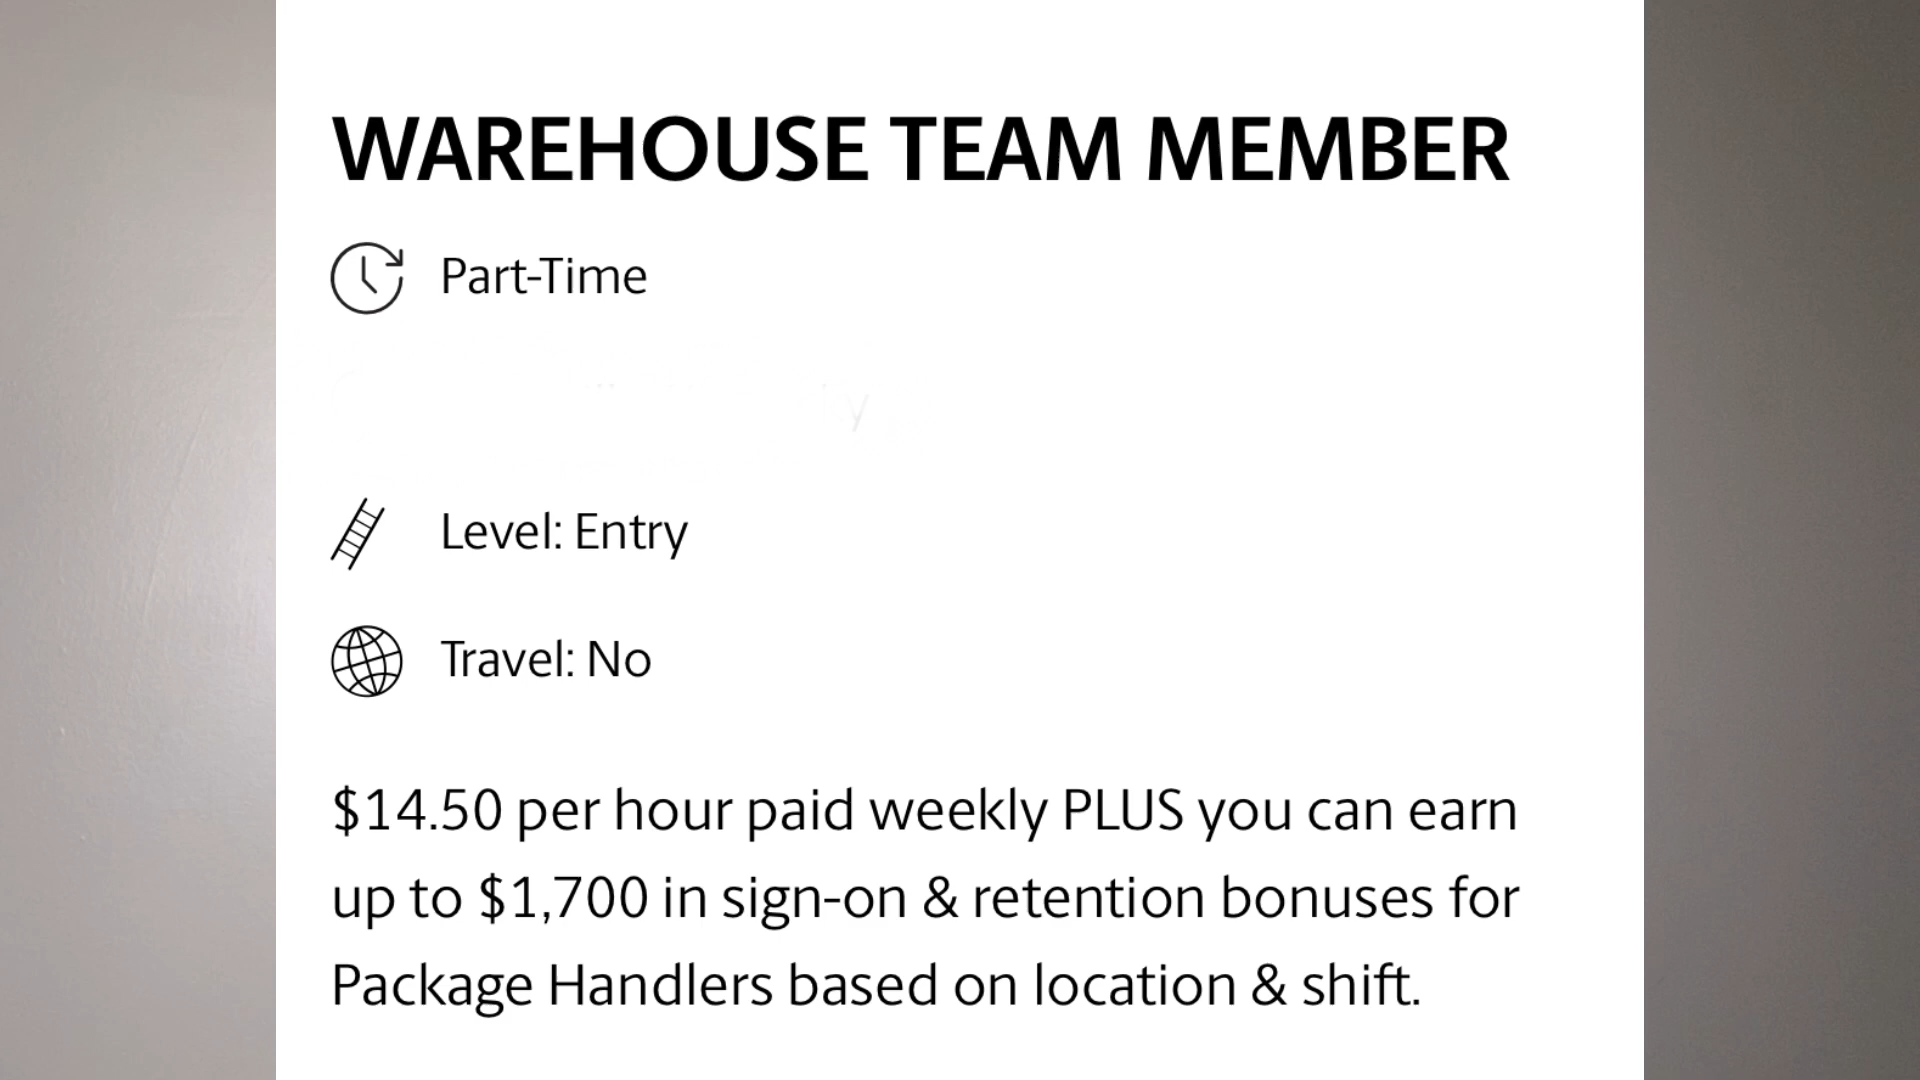 WAREHOUSE TEAM MEMBER
Part-Time
Level: Entry
Travel: No
$14.50 per hour paid weekly PLUS you can earn
up to $1,700 in sign-on & retention bonuses for
Package Handlers based on location & shift.